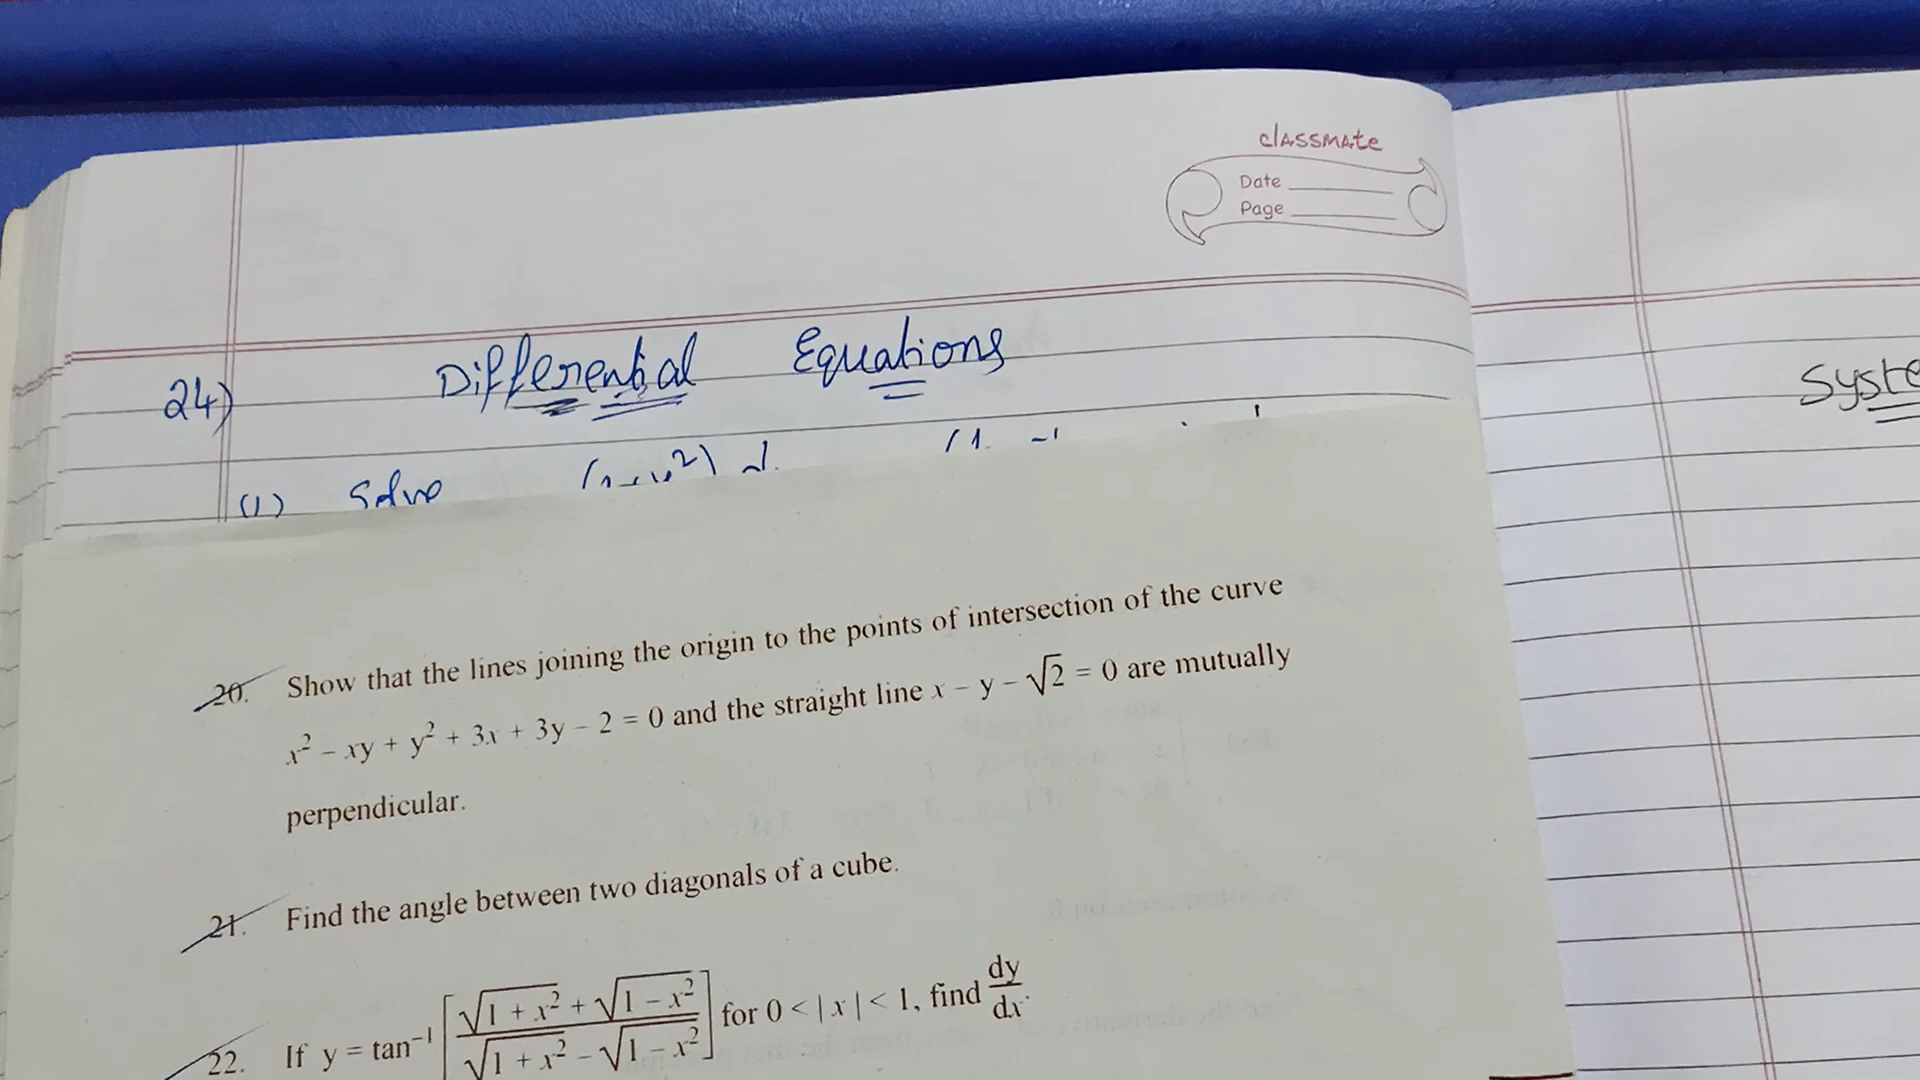 classmate
Date
Page
24) Differential Equations
(1) Solve
20. Show that the lines joining the origin to the points of intersection of the curve
x² − xy + y² + 3x + 3y − 2 = 0 and the straight line x − y − √2 = 0 are mutually
perpendicular.
21. Find the angle between two diagonals of a cube.
22. If y = tan⁻¹ [(√(1 + x²) + √(1 − x²)) / (√(1 + x²) − √(1 − x²))] for 0 < | x | < 1, find dy/dx.